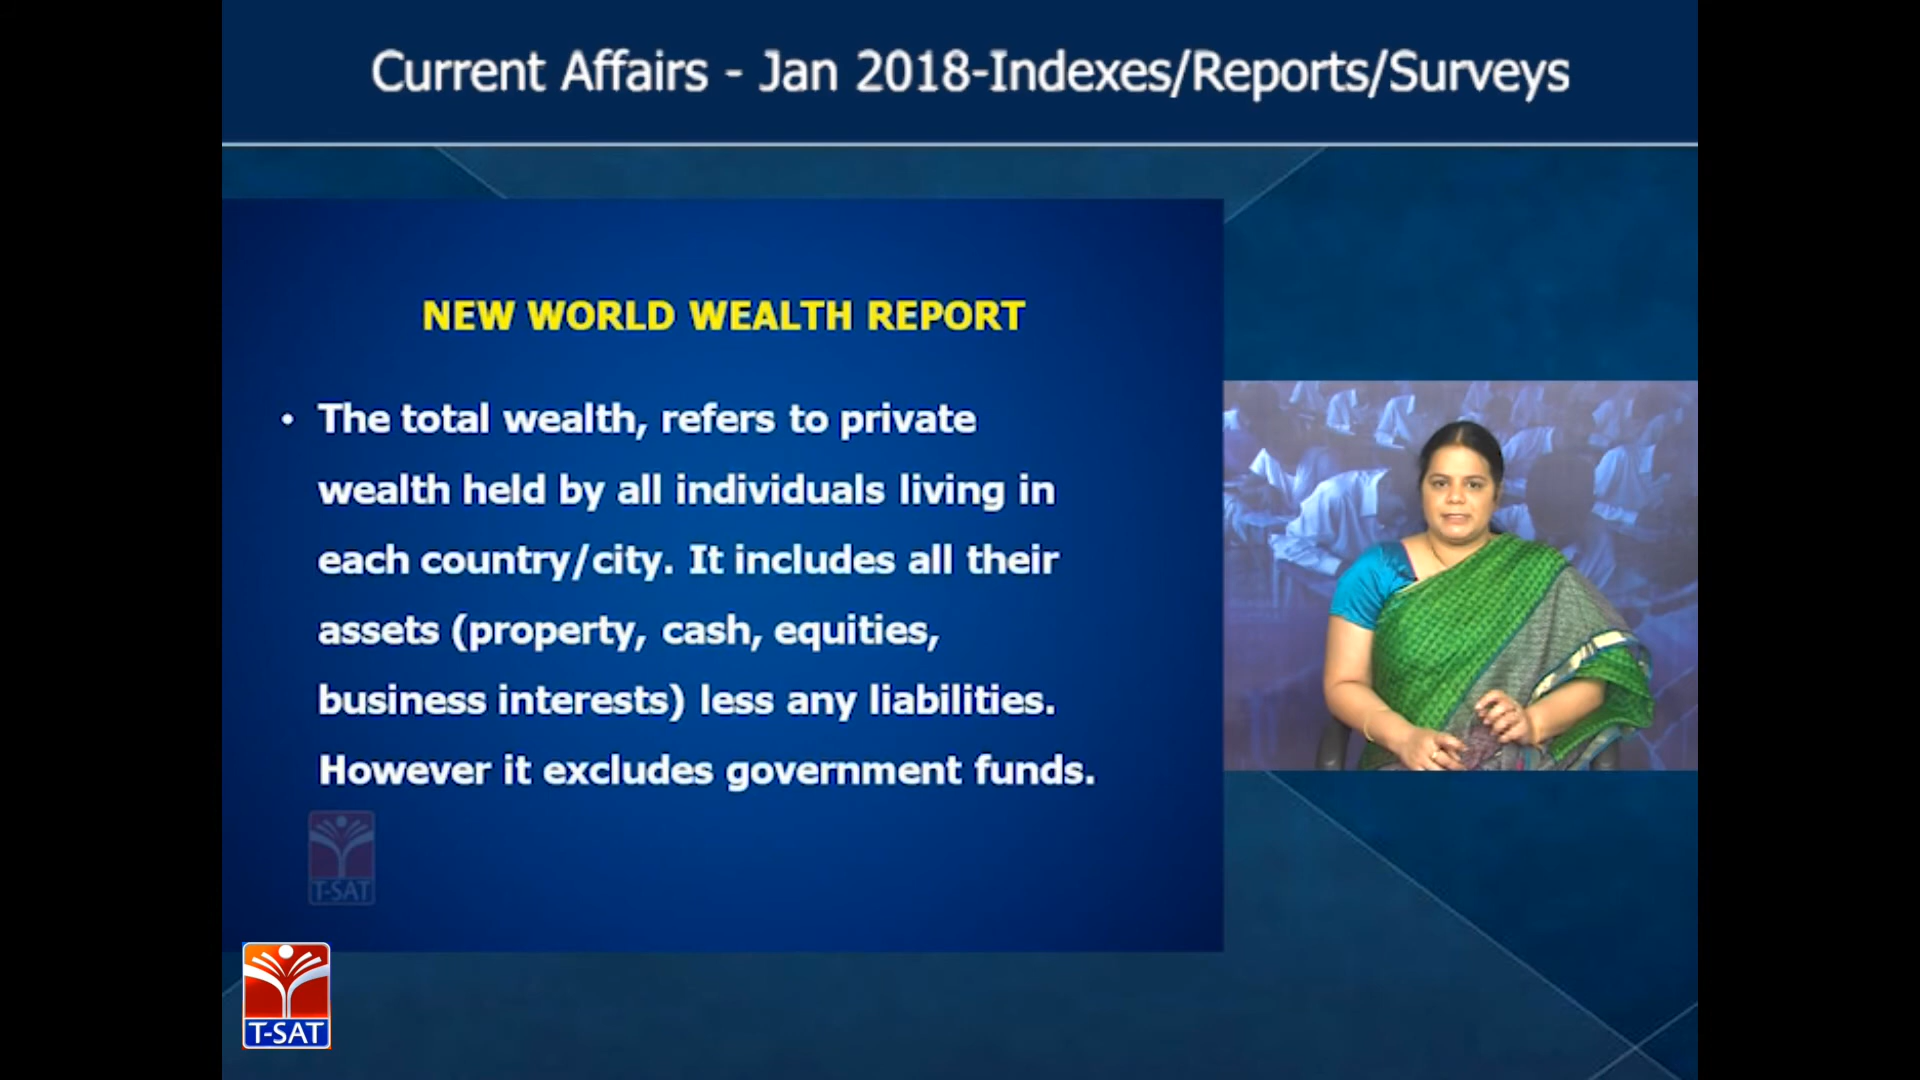 Current Affairs - Jan 2018-Indexes/Reports/Surveys
NEW WORLD WEALTH REPORT
• The total wealth, refers to private
wealth held by all individuals living in
each country/city. It includes all their
assets (property, cash, equities,
business interests) less any liabilities.
However it excludes government funds.
T-SAT
T-SAT